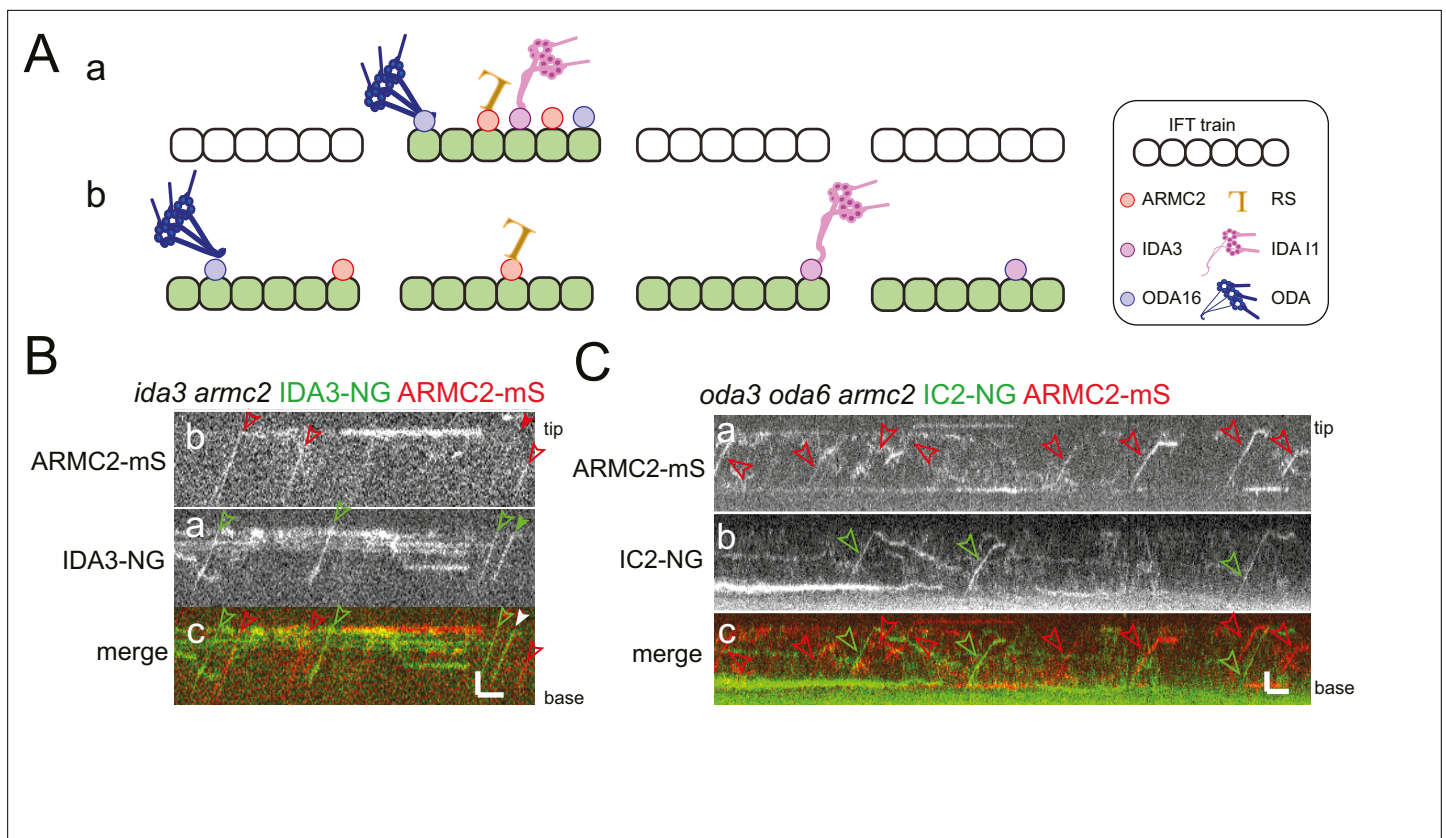 A
a
b
IFT train
ARMC2
RS
IDA3
IDA I1
ODA16
ODA
B
ida3 armc2 IDA3-NG ARMC2-mS
b
tip
ARMC2-mS
a
IDA3-NG
c
merge
base
C
oda3 oda6 armc2 IC2-NG ARMC2-mS
a
tip
ARMC2-mS
b
IC2-NG
c
merge
base